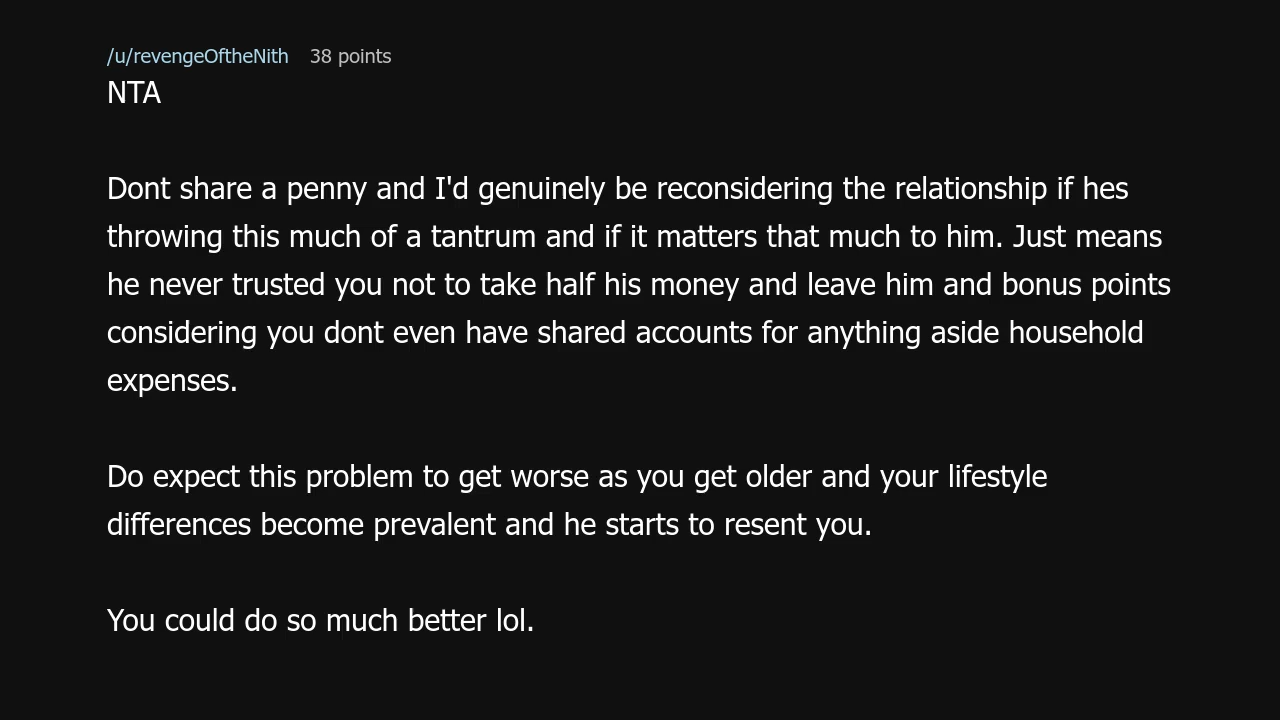 /u/revengeOftheNith 38 points
NTA
Dont share a penny and I'd genuinely be reconsidering the relationship if hes
throwing this much of a tantrum and if it matters that much to him. Just means
he never trusted you not to take half his money and leave him and bonus points
considering you dont even have shared accounts for anything aside household
expenses.
Do expect this problem to get worse as you get older and your lifestyle
differences become prevalent and he starts to resent you.
You could do so much better lol.